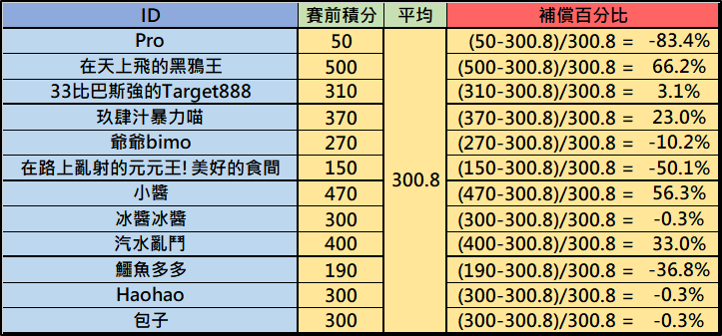 ID 賽前積分 平均 補償百分比
Pro 50 (50-300.8)/300.8 = -83.4%
在天上飛的黑鴉王 500 (500-300.8)/300.8 = 66.2%
33比巴斯強的Target888 310 (310-300.8)/300.8 = 3.1%
玖肆汁暴力喵 370 (370-300.8)/300.8 = 23.0%
爺爺bimo 270 (270-300.8)/300.8 = -10.2%
在路上亂射的元元王!美好的食間 150 (150-300.8)/300.8 = -50.1%
300.8
小醬 470 (470-300.8)/300.8 = 56.3%
冰醬冰醬 300 (300-300.8)/300.8 = -0.3%
汽水亂鬥 400 (400-300.8)/300.8 = 33.0%
鱷魚多多 190 (190-300.8)/300.8 = -36.8%
Haohao 300 (300-300.8)/300.8 = -0.3%
包子 300 (300-300.8)/300.8 = -0.3%